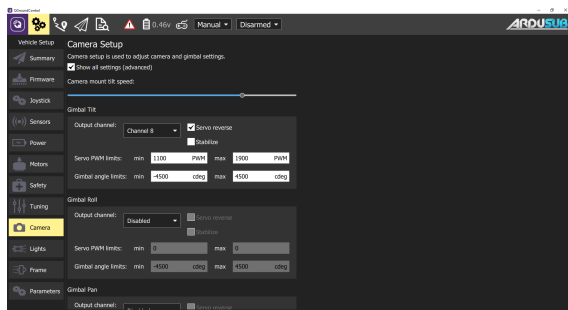 QGroundControl
0.46v
Manual
Disarmed
ARDUSUB
Vehicle Setup
Camera Setup
Summary
Camera setup is used to adjust camera and gimbal settings.
Show all settings (advanced)
Firmware
Camera mount tilt speed:
Joystick
Gimbal Tilt
Sensors
Output channel:
Channel 8
Servo reverse
Stabilize
Power
Servo PWM limits:
min
1100
PWM
max
1900
PWM
Motors
Gimbal angle limits:
min
-4500
cdeg
max
4500
cdeg
Safety
Gimbal Roll
Tuning
Output channel:
Disabled
Servo reverse
Stabilize
Camera
Lights
Servo PWM limits:
min
0
max
0
Frame
Gimbal angle limits:
min
-4500
cdeg
max
4500
cdeg
Parameters
Gimbal Pan
Output channel:
Servo reverse